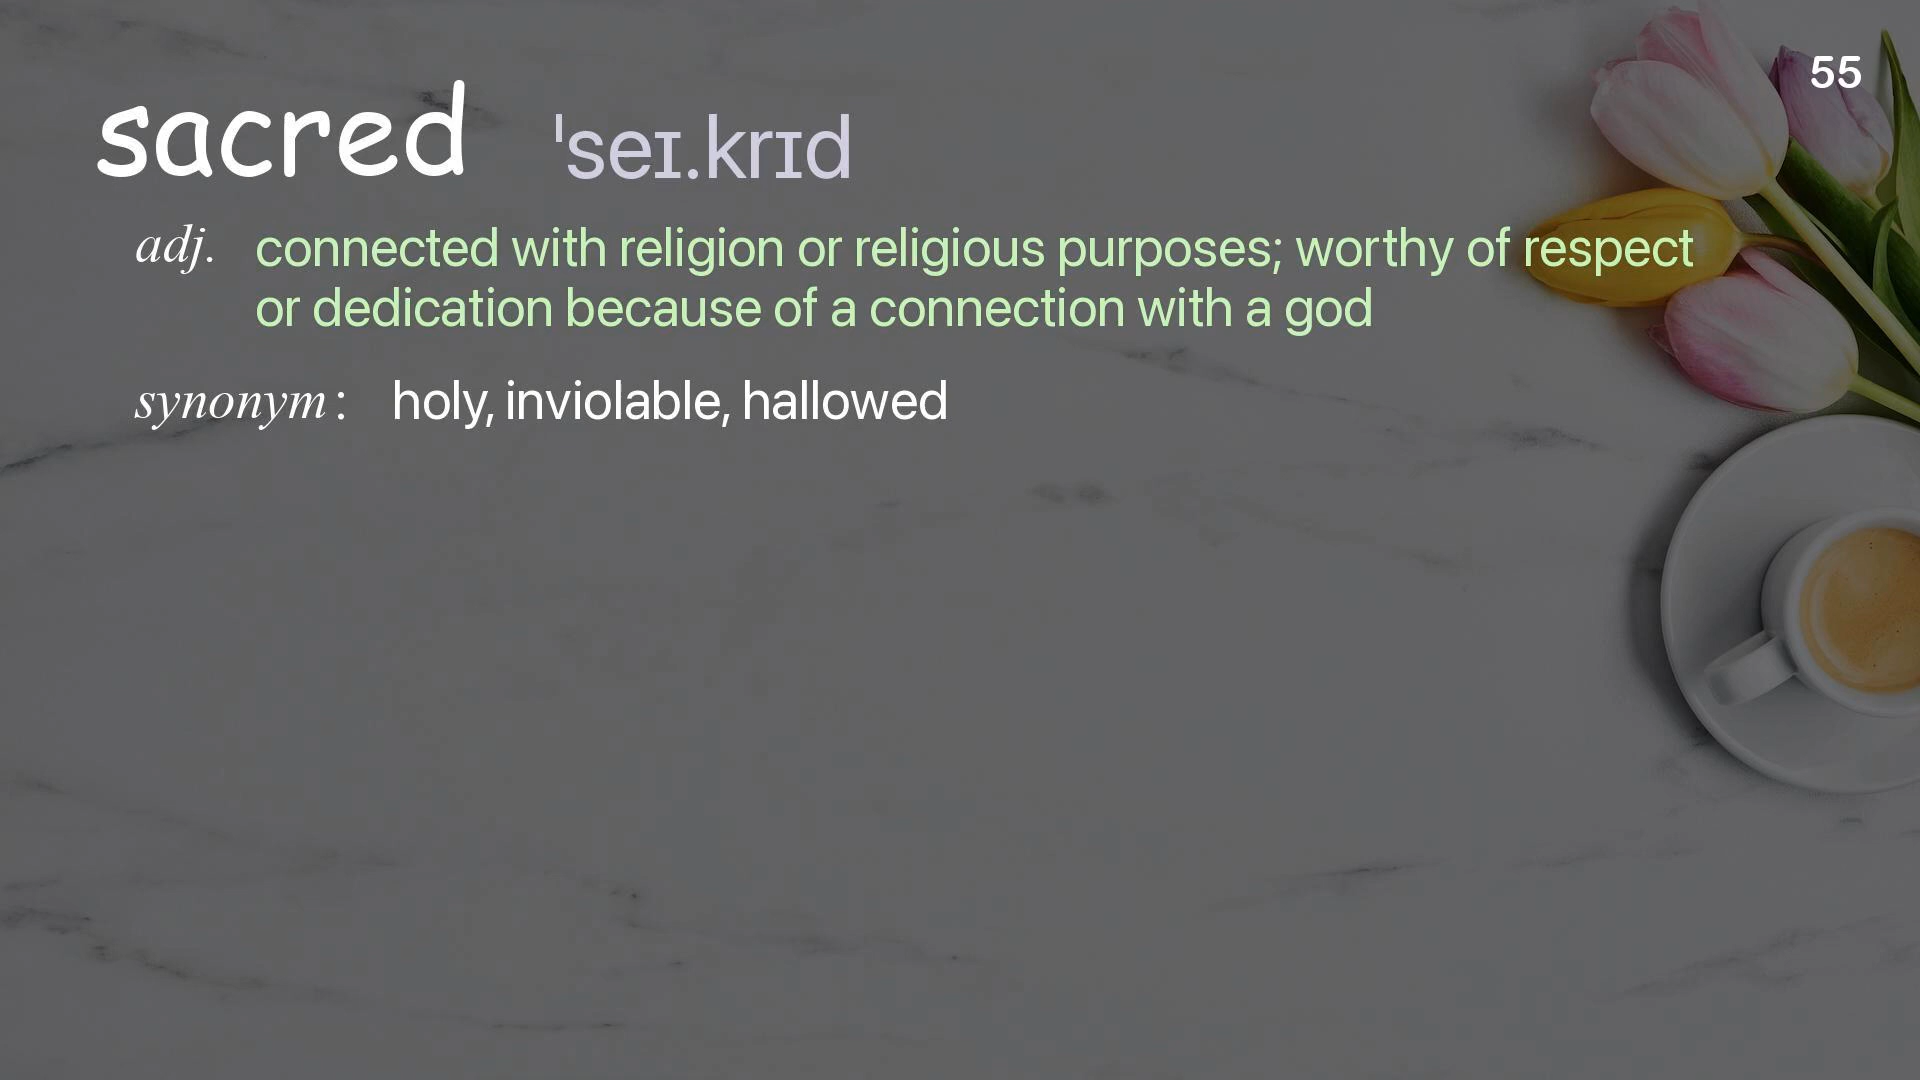 55
sacred ˈseɪ.krɪd
adj. connected with religion or religious purposes; worthy of respect
or dedication because of a connection with a god
synonym: holy, inviolable, hallowed